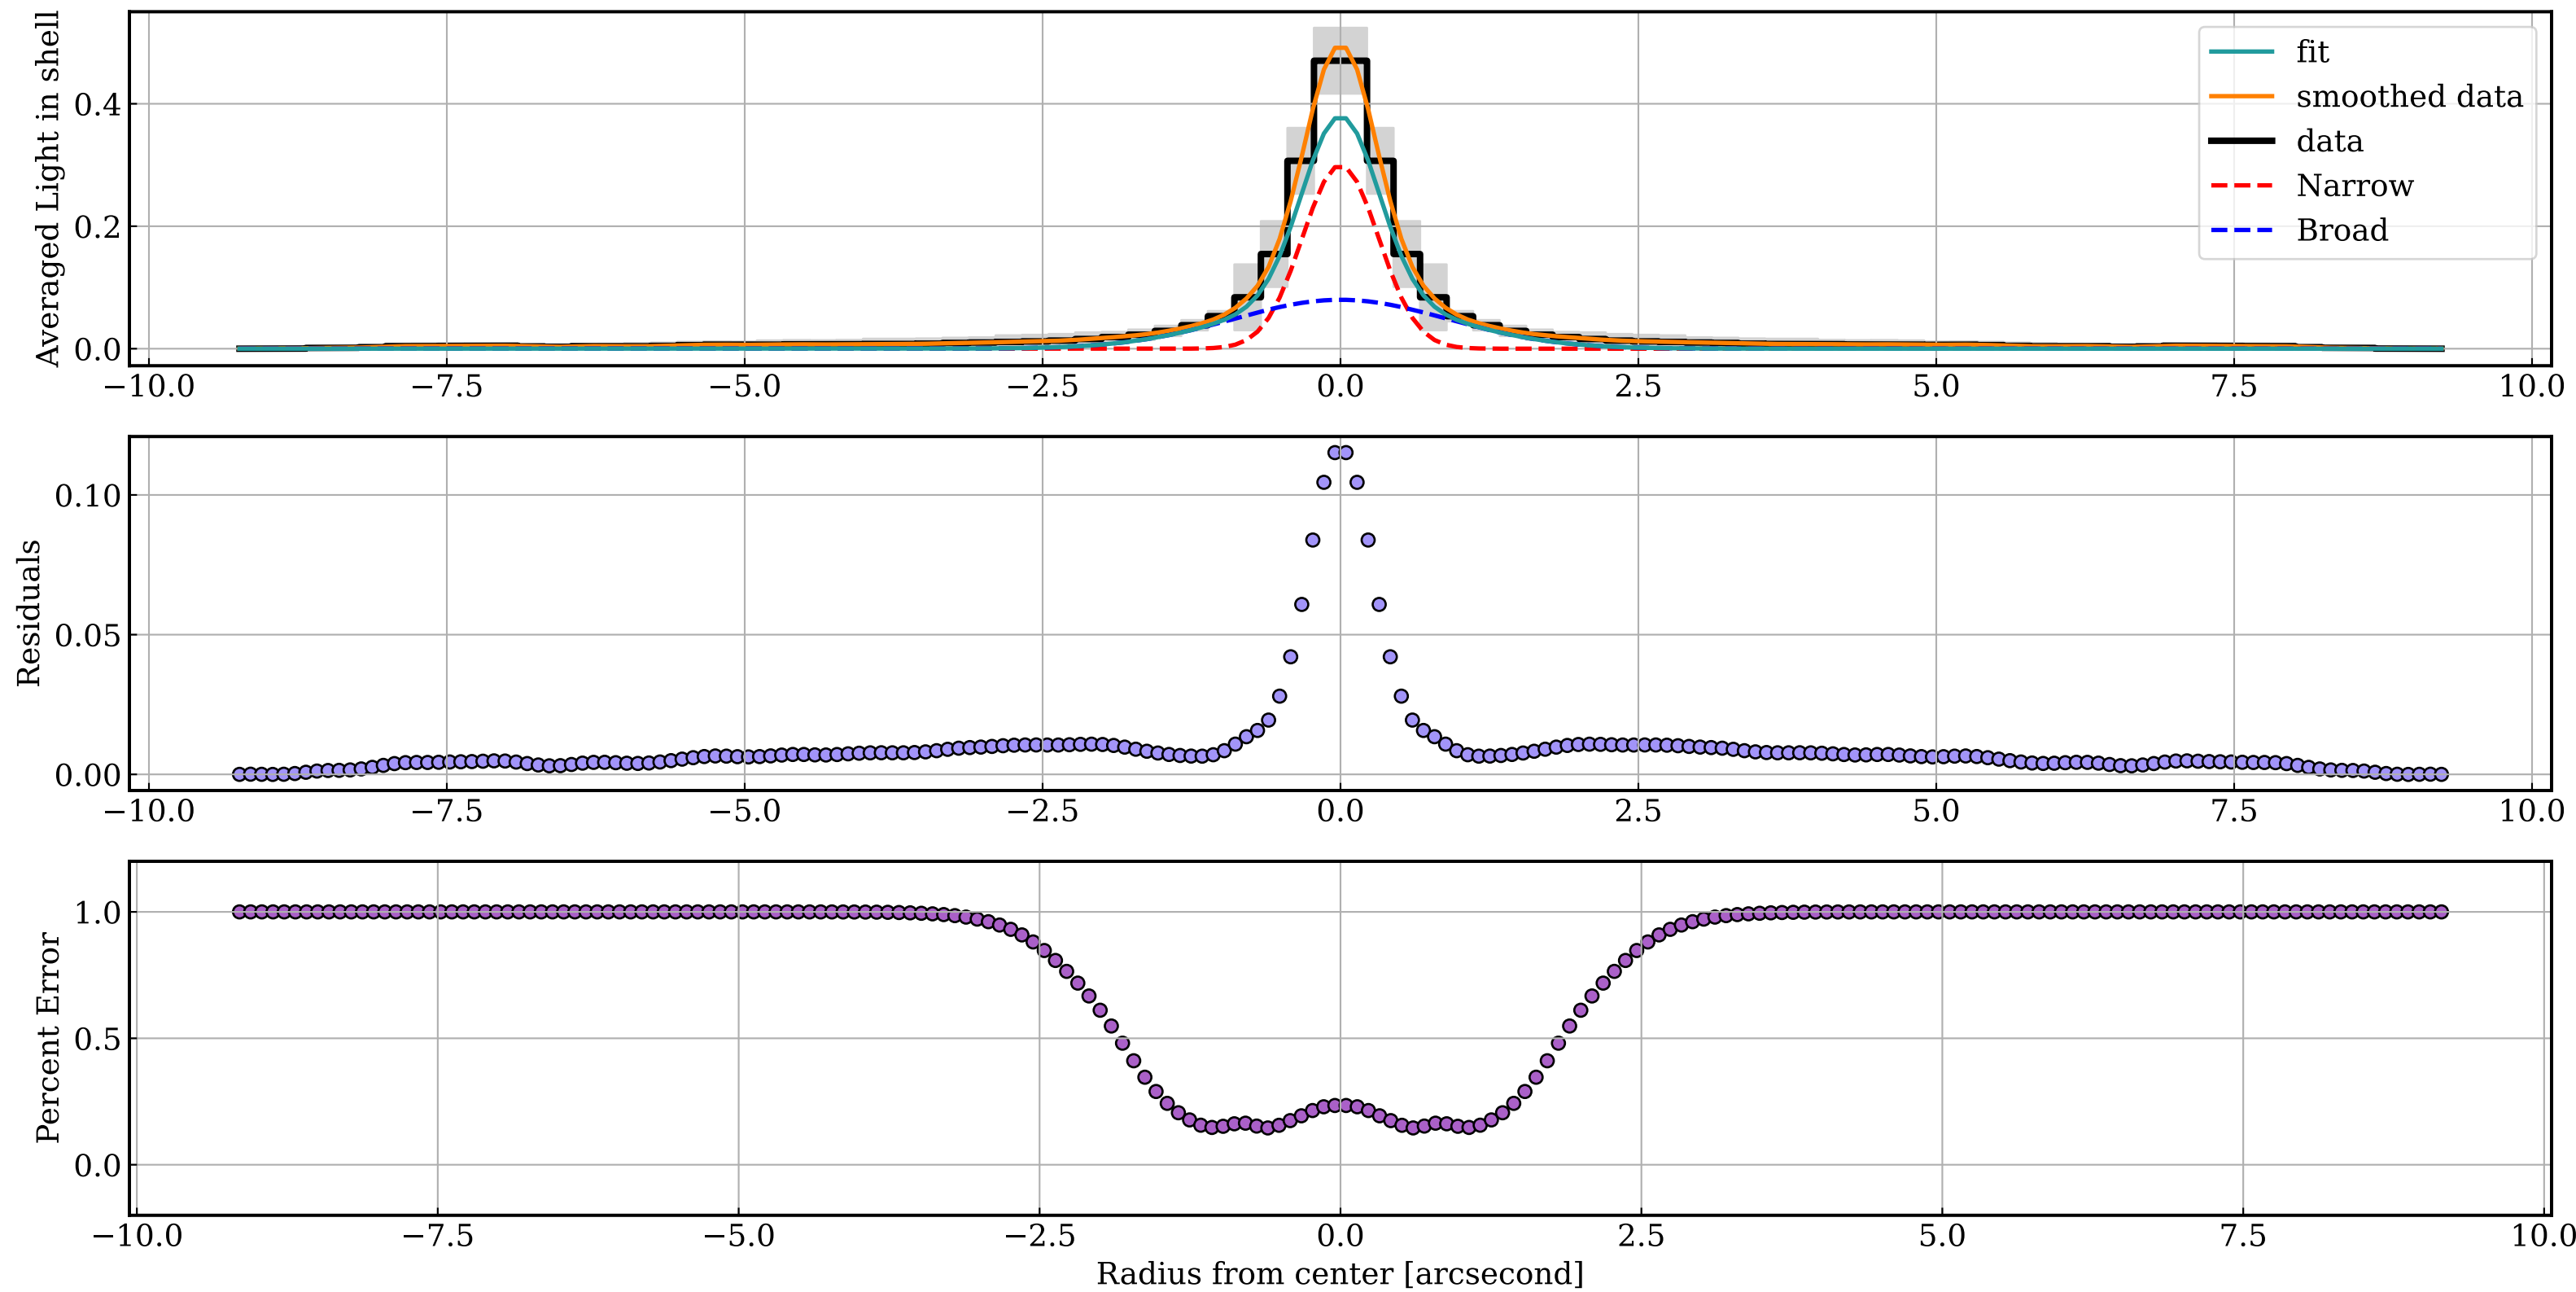 Averaged Light in shell
0.4
0.2
0.0
fit
smoothed data
data
Narrow
Broad
−10.0 −7.5 −5.0 −2.5 0.0 2.5 5.0 7.5 10.0
Residuals
0.10
0.05
0.00
−10.0 −7.5 −5.0 −2.5 0.0 2.5 5.0 7.5 10.0
Percent Error
1.0
0.5
0.0
−10.0 −7.5 −5.0 −2.5 0.0 2.5 5.0 7.5 10.0
Radius from center [arcsecond]